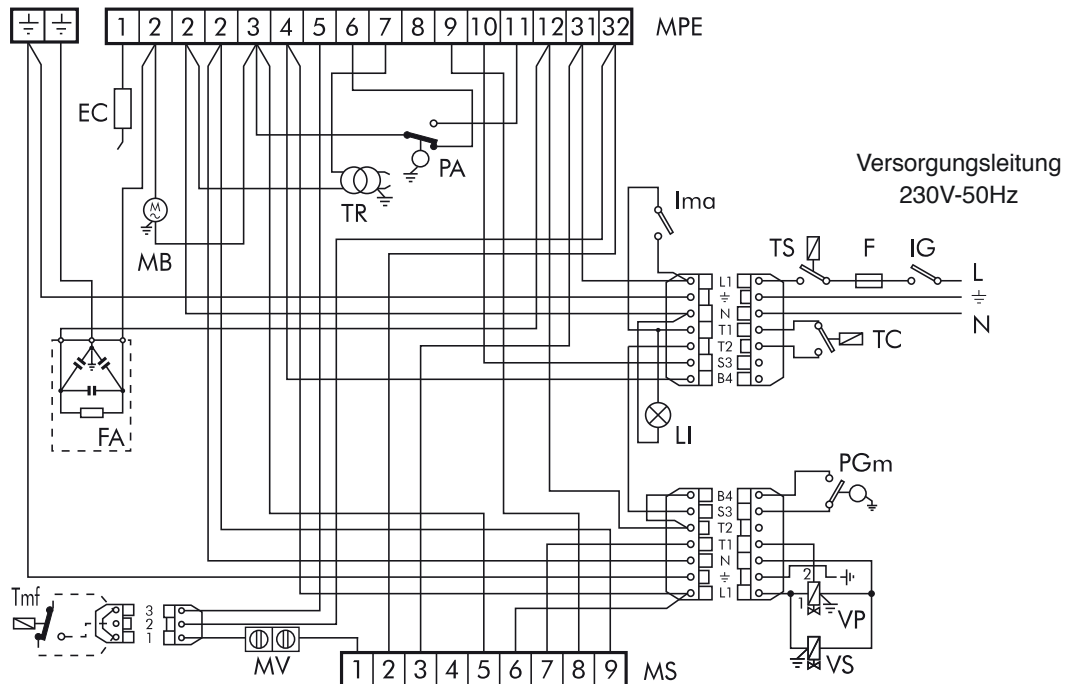 1 2 2 2 3 4 5 6 7 8 9 10 11 12 31 32 MPE
EC
PA
TR
M
MB
Ima
Versorgungsleitung
230V-50Hz
TS F IG
L
N
L1
N
T1
T2
S3
B4
TC
LI
FA
PGm
B4
S3
T2
T1
N
L1
2
1
VP
VS
Tmf
3
2
1
MV
1 2 3 4 5 6 7 8 9 MS